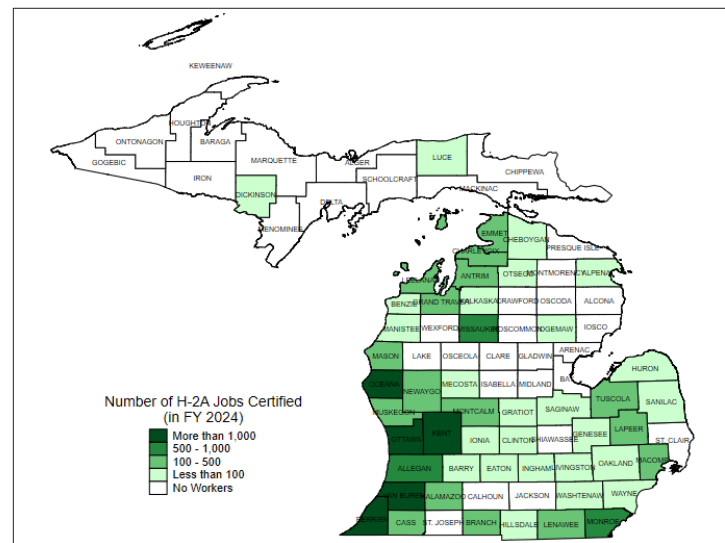 KEWEENAW
HOUGHTON
ONTONAGON
BARAGA
GOGEBIC
MARQUETTE
ALGER
LUCE
CHIPPEWA
IRON
SCHOOLCRAFT
MACKINAC
DICKINSON
DELTA
MENOMINEE
EMMET
CHEBOYGAN
CHARLEVOIX
PRESQUE ISLE
LEELANAU
ANTRIM
OTSEGO
MONTMORENCY
ALPENA
BENZIE
GRAND TRAVER
KALKASKA
CRAWFORD
OSCODA
ALCONA
MANISTEE
WEXFORD
MISSAUKEE
ROSCOMMON
OGEMAW
IOSCO
MASON
LAKE
OSCEOLA
CLARE
GLADWIN
ARENAC
OCEANA
NEWAYGO
MECOSTA
ISABELLA
MIDLAND
BA
HURON
MUSKEGON
MONTCALM
GRATIOT
SAGINAW
TUSCOLA
SANILAC
OTTAWA
KENT
IONIA
CLINTON
SHIAWASSEE
GENESEE
LAPEER
ST. CLAIR
ALLEGAN
BARRY
EATON
INGHAM
LIVINGSTON
OAKLAND
MACOMB
VAN BUREN
KALAMAZOO
CALHOUN
JACKSON
WASHTENAW
WAYNE
BERRIEN
CASS
ST. JOSEPH
BRANCH
HILLSDALE
LENAWEE
MONROE
Number of H-2A Jobs Certified
(in FY 2024)
More than 1,000
500 - 1,000
100 - 500
Less than 100
No Workers